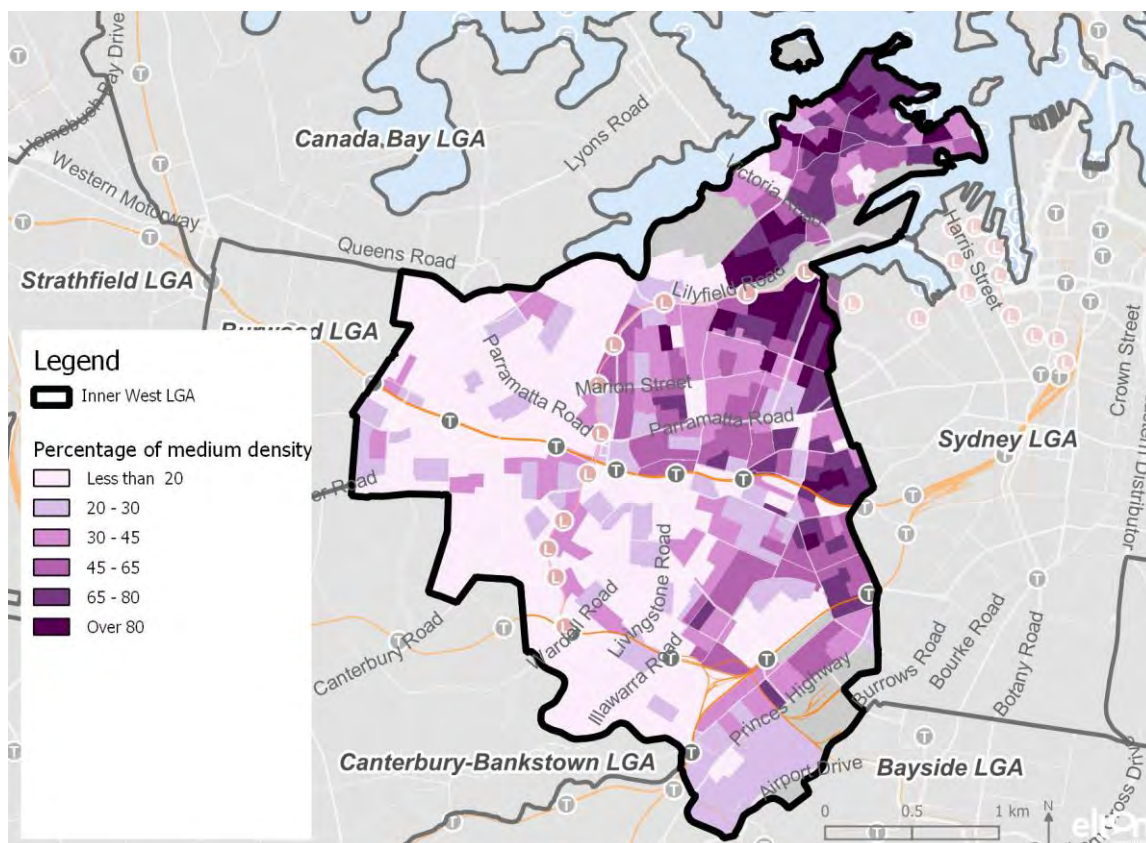 Homebush Bay Drive
Canada Bay LGA
Lyons Road
Western Motorway
Victoria Road
Queens Road
Harris Street
Strathfield LGA
Lilyfield Road
Burwood LGA
Crown Street
Legend
Inner West LGA
Parramatta Road
Marion Street
Parramatta Road
Percentage of medium density
Sydney LGA
Less than 20
20 - 30
30 - 45
45 - 65
65 - 80
Over 80
er Road
Livingstone Road
Wardell Road
Canterbury Road
Illawarra Road
Princes Highway
Burrows Road
Bourke Road
Botany Road
Canterbury-Bankstown LGA
Airport Drive
Bayside LGA
0 0.5 1 km
N